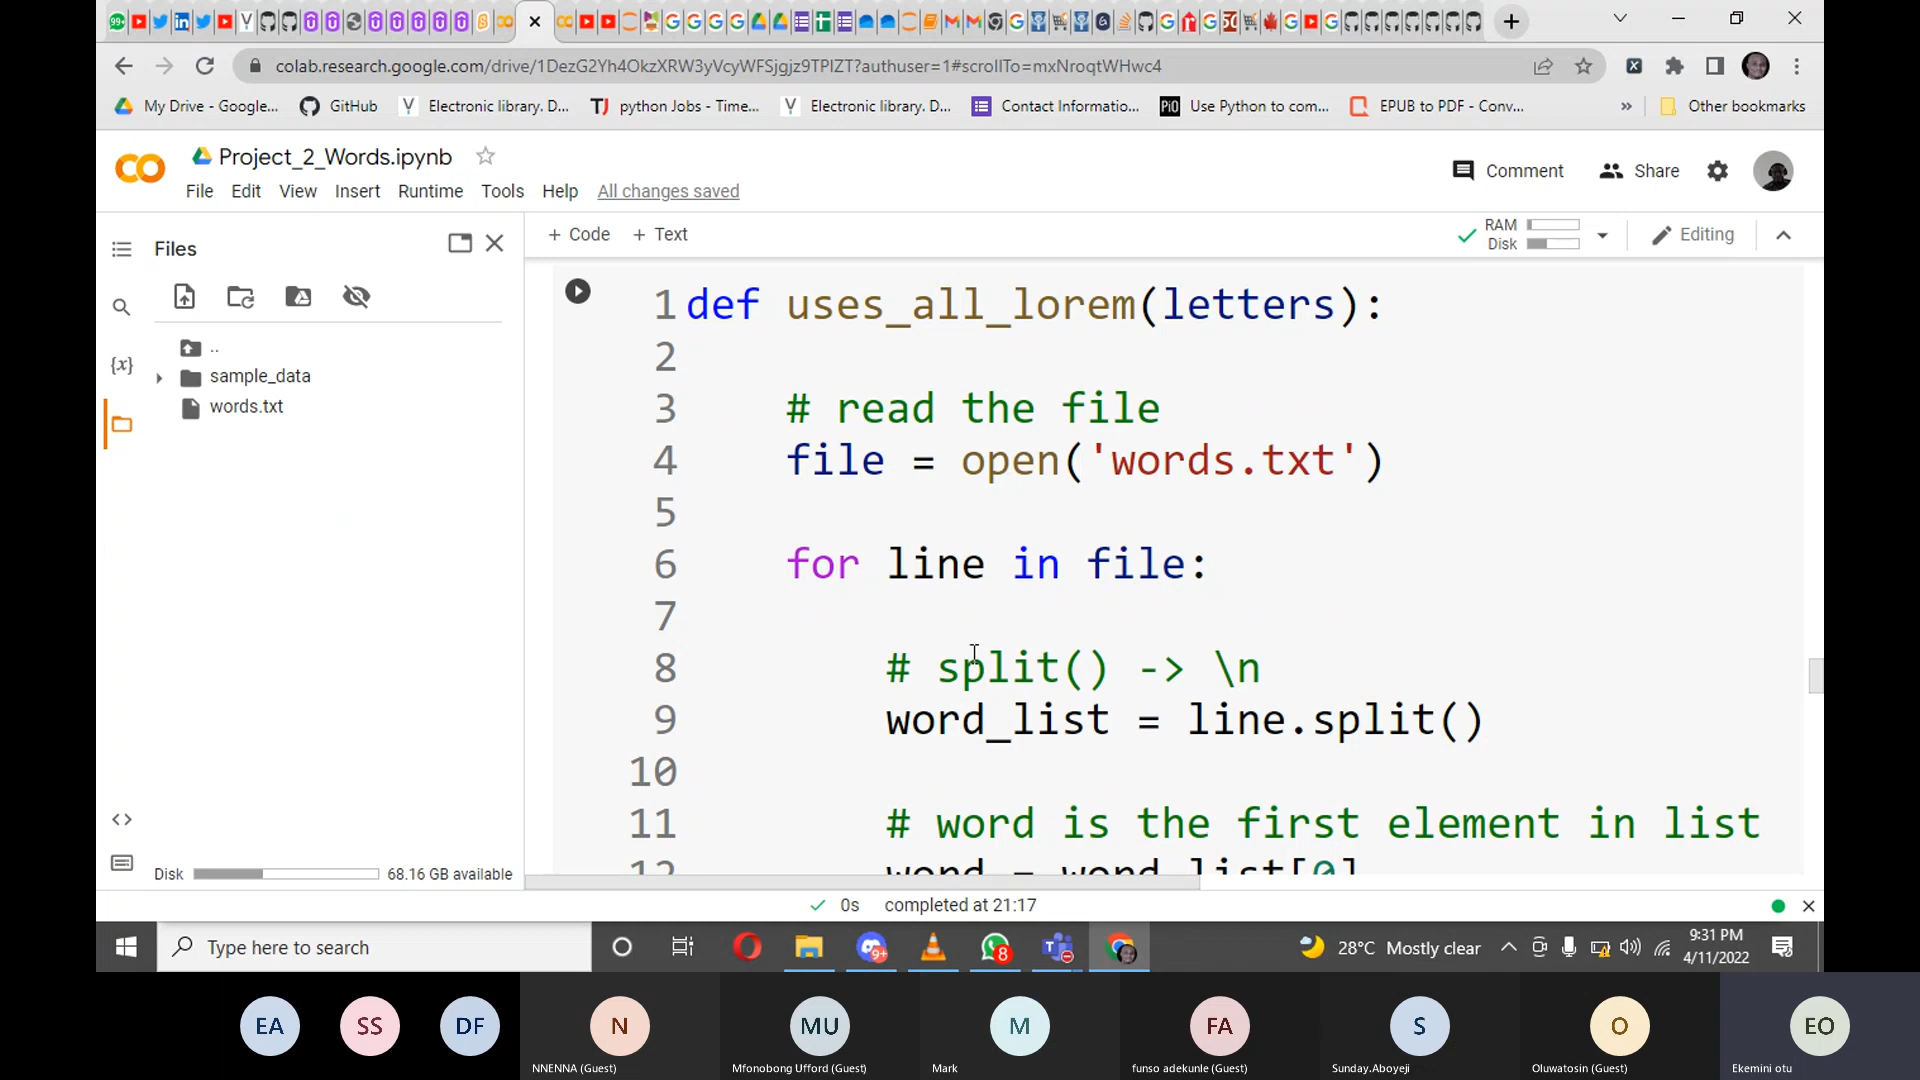 colab.research.google.com/drive/1DezG2Yh4OkzXRW3yVcyWFSjgjz9TPIZT?authuser=1#scrollTo=mxNroqtWHwc4
My Drive - Google... GitHub Electronic library. D... python Jobs - Time... Electronic library. D... Contact Informatio... Use Python to com... EPUB to PDF - Conv... » Other bookmarks
Project_2_Words.ipynb
Comment Share
File Edit View Insert Runtime Tools Help All changes saved
Files
+ Code + Text
RAM
Disk
Editing
..
sample_data
words.txt
1 def uses_all_lorem(letters):
2
3 # read the file
4 file = open('words.txt')
5
6 for line in file:
7
8 # split() -> \n
9 word_list = line.split()
10
11 # word is the first element in list
12 word = word_list[0]
Disk 68.16 GB available
0s completed at 21:17
Type here to search
9+
8
28°C Mostly clear
9:31 PM
4/11/2022
EA SS DF N MU M FA S O EO
NNENNA (Guest) Mfonobong Ufford (Guest) Mark funso adekunle (Guest) Sunday.Aboyeji Oluwatosin (Guest) Ekemini otu